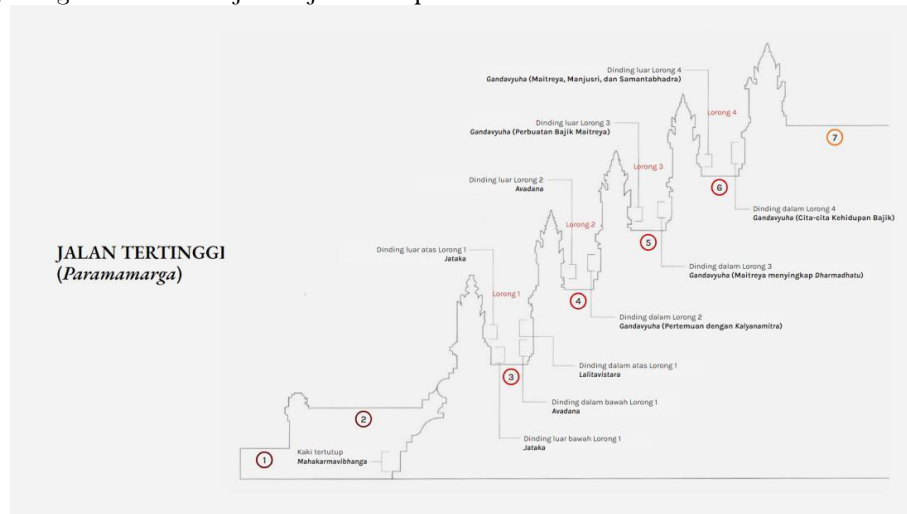 JALAN TERTINGGI
(Paramamarga)
Dinding luar Lorong 4
Gandavyuha (Maitreya, Manjusri, dan Samantabhadra)
Lorong 4
7
Dinding luar Lorong 3
Gandavyuha (Perbuatan Bajik Maitreya)
Lorong 3
6
Dinding dalam Lorong 4
Gandavyuha (Cita-cita Kehidupan Bajik)
Dinding luar Lorong 2
Avadana
Lorong 2
5
Dinding dalam Lorong 3
Gandavyuha (Maitreya menyingkap Dharmadhatu)
Dinding luar atas Lorong 1
Jataka
Lorong 1
4
Dinding dalam Lorong 2
Gandavyuha (Pertemuan dengan Kalyanamitra)
3
Dinding dalam atas Lorong 1
Lalitavistara
Dinding dalam bawah Lorong 1
Avadana
2
Dinding luar bawah Lorong 1
Jataka
1
Kaki tertutup
Mahakarmavibhanga